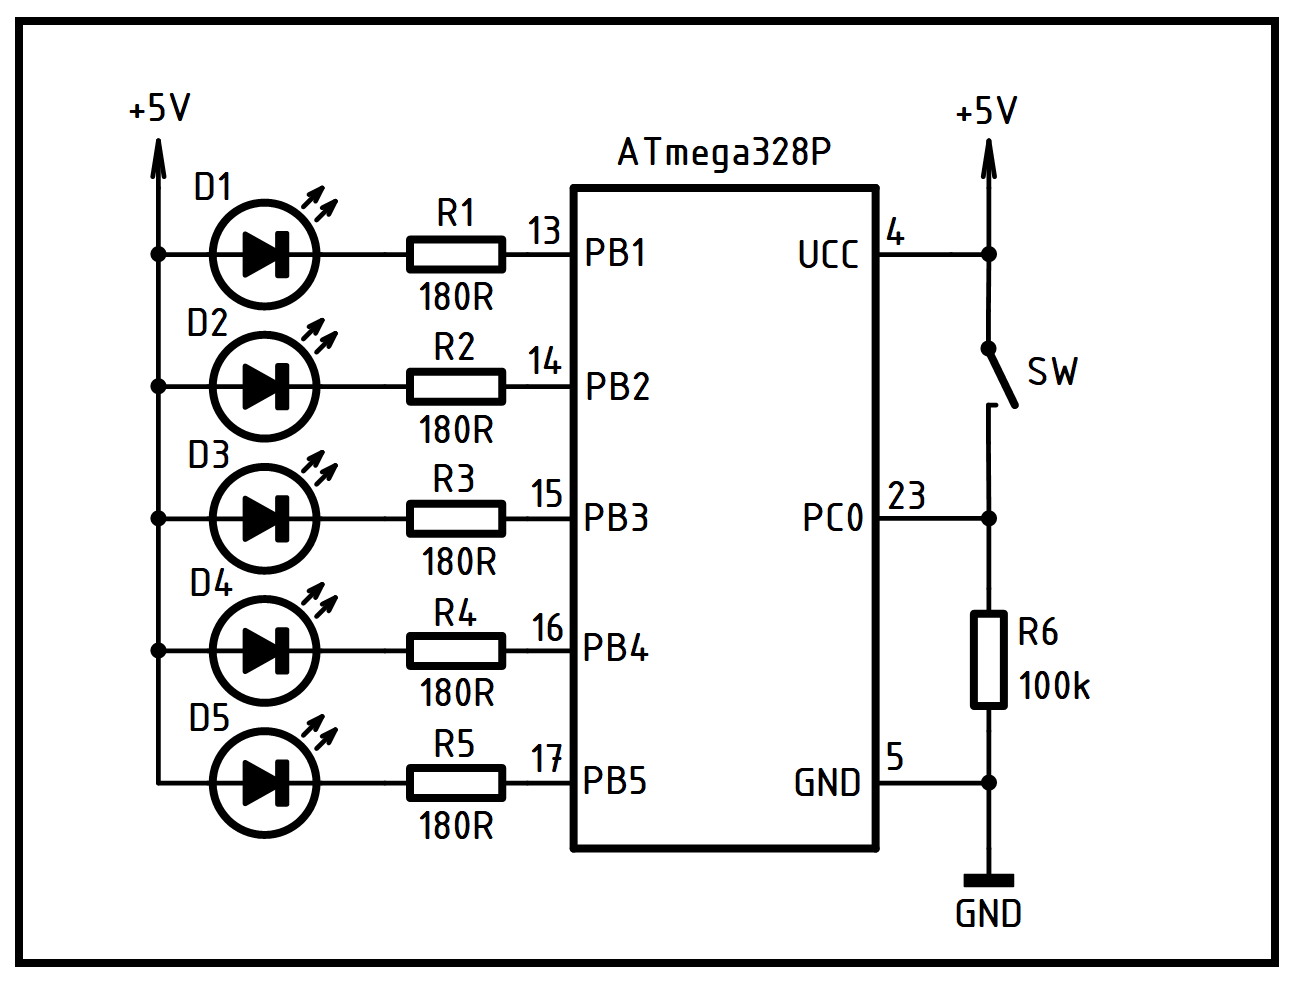 +5V
+5V
ATmega328P
D1
R1
13
PB1
180R
UCC
4
D2
R2
14
PB2
180R
SW
D3
R3
15
PB3
180R
PC0
23
D4
R4
16
PB4
180R
R6
100k
D5
R5
17
PB5
180R
GND
5
GND